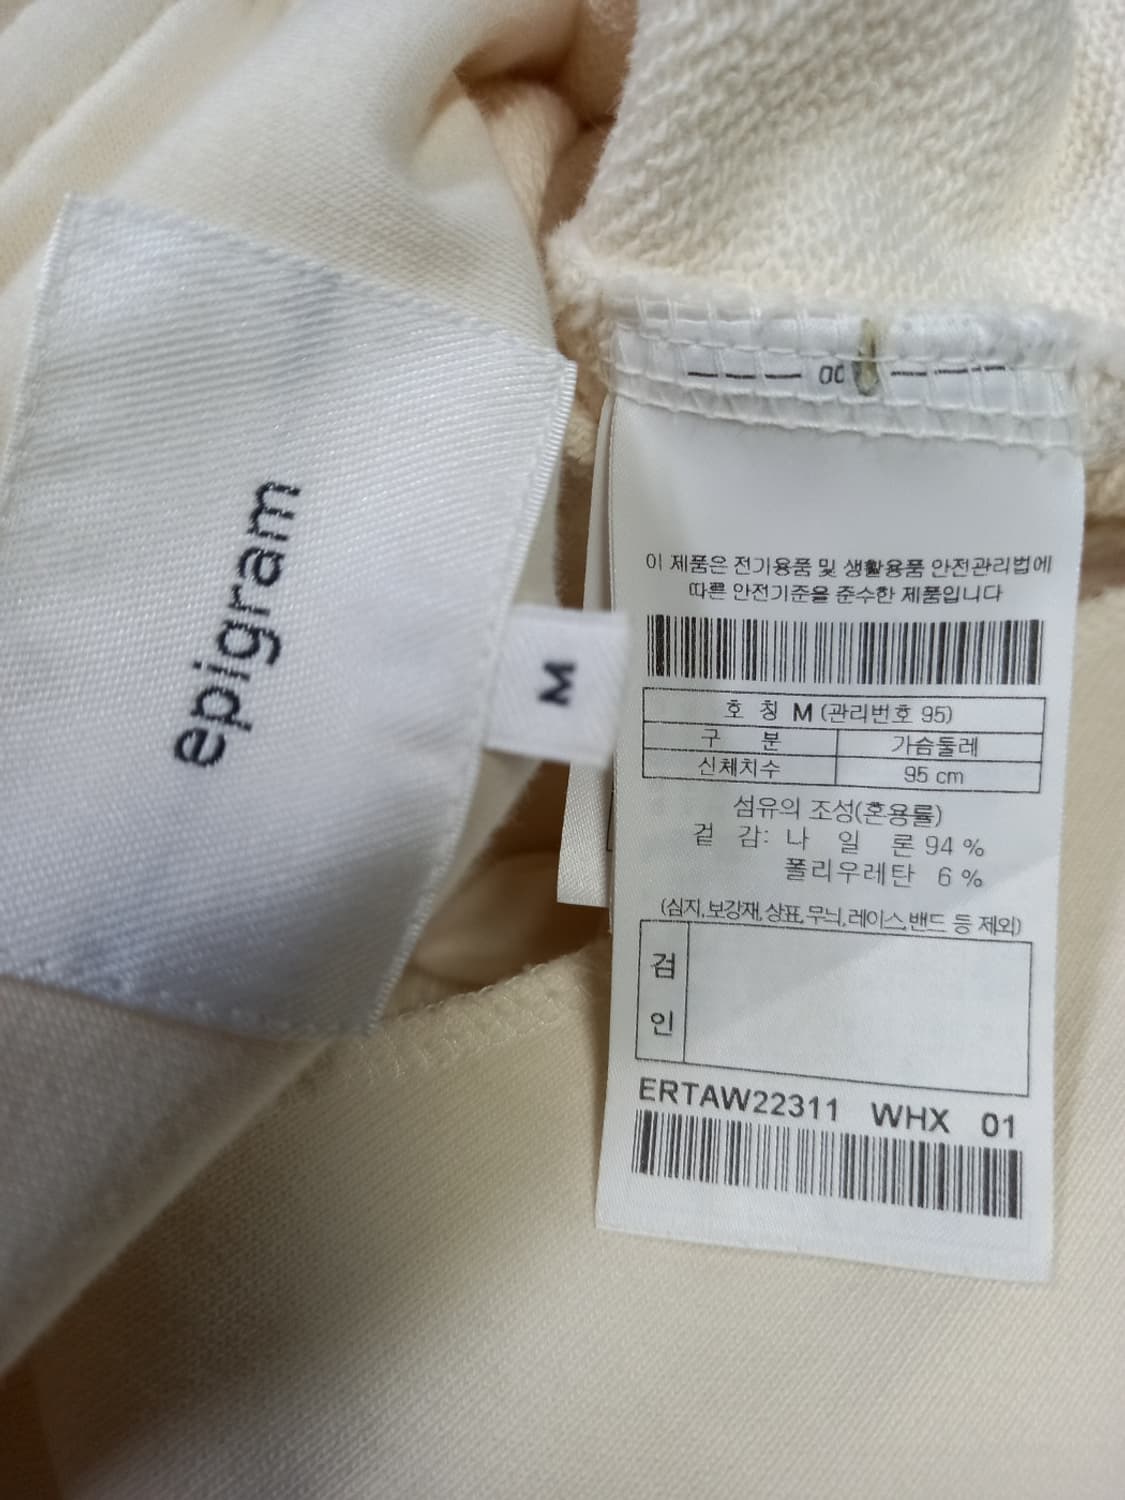 epigram
M
00
이 제품은 전기용품 및 생활용품 안전관리법에
따른 안전기준을 준수한 제품입니다
호 칭 M (관리번호 95)
구 분 가슴둘레
신체치수 95 cm
섬유의 조성(혼용률)
겉 감: 나 일 론 94 %
폴리우레탄 6 %
(심지,보강재,상표,무늬,레이스,밴드 등 제외)
검
인
ERTAW22311 WHX 01